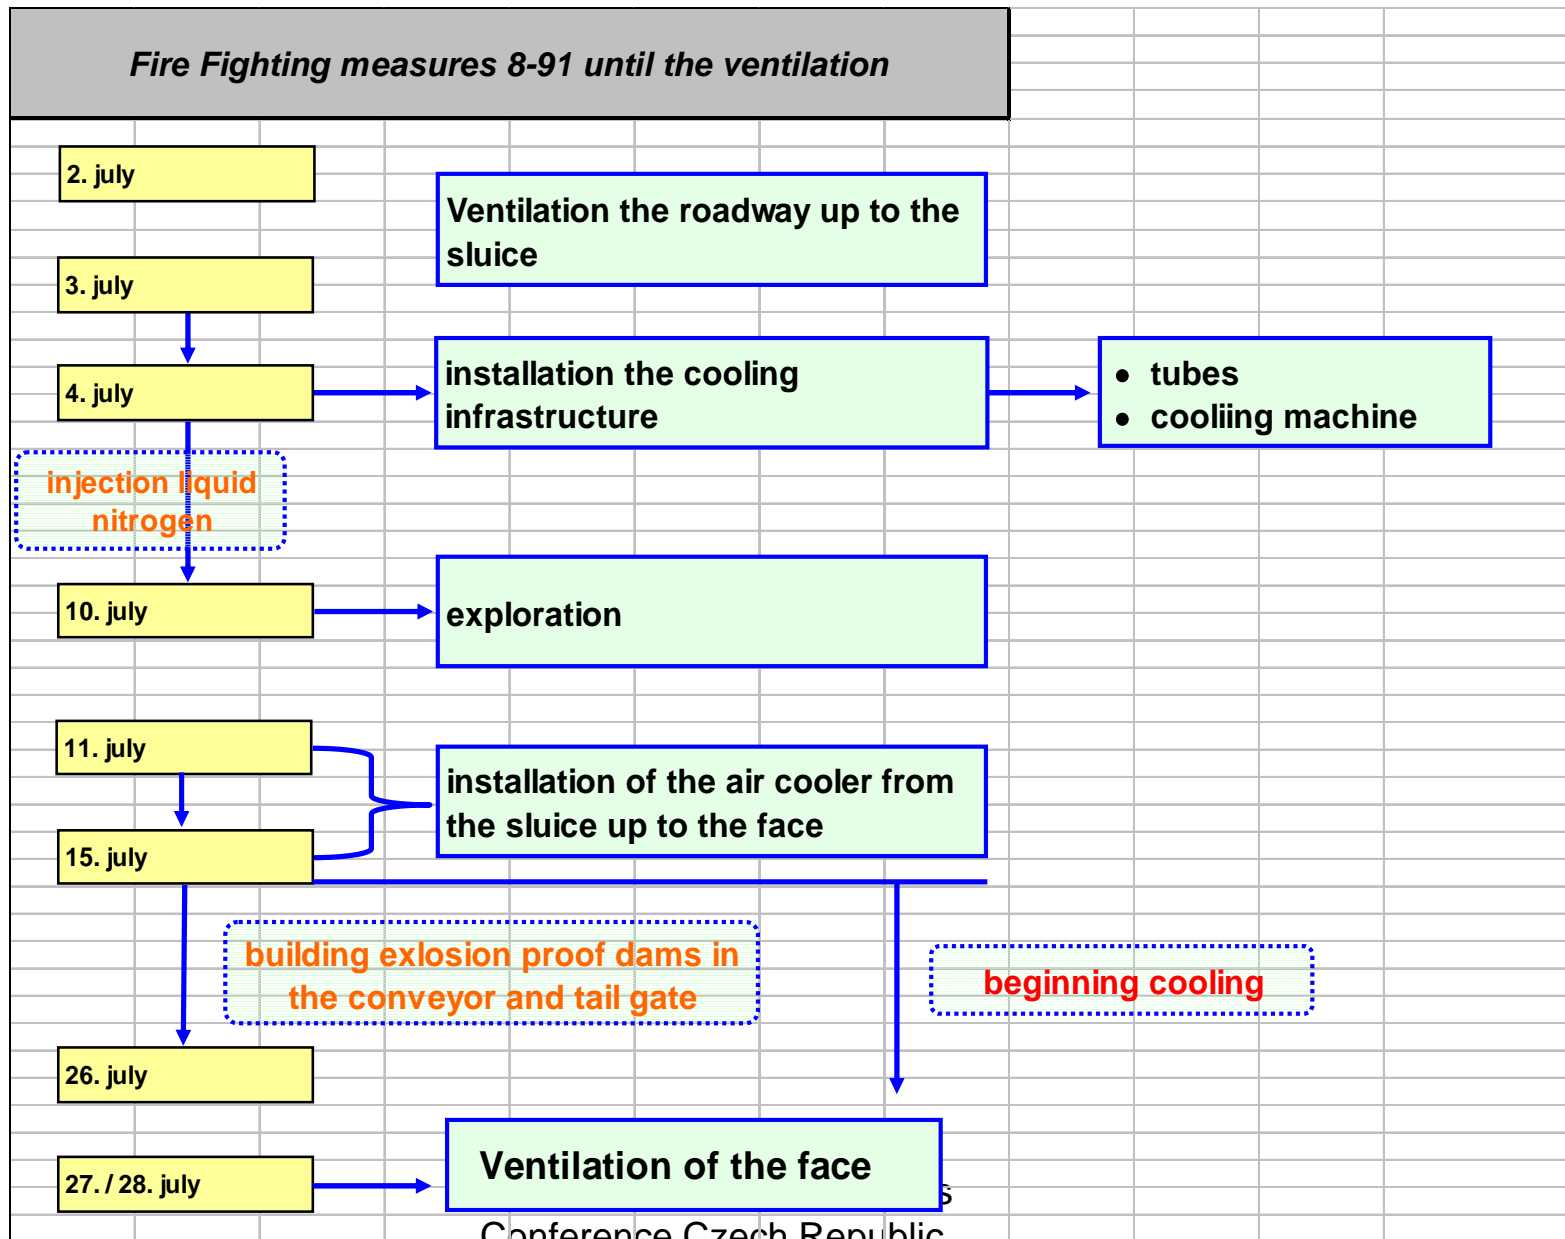 Fire Fighting measures 8-91 until the ventilation
2. july
Ventilation the roadway up to the
sluice
3. july
4. july
installation the cooling
infrastructure
• tubes
• cooliing machine
injection liquid
nitrogen
10. july
exploration
11. july
installation of the air cooler from
the sluice up to the face
15. july
building exlosion proof dams in
the conveyor and tail gate
beginning cooling
26. july
Ventilation of the face
27. / 28. july
Conference Czech Republic